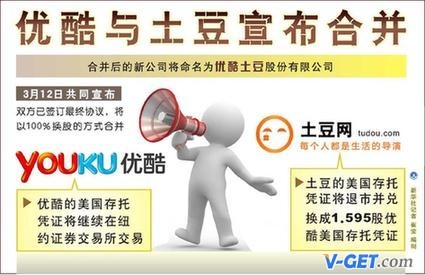 优酷与土豆宣布合并
合并后的新公司将命名为优酷土豆股份有限公司
3月12日共同宣布
双方已签订最终协议，将
以100%换股的方式合并
YOUKU优酷
土豆网
tudou.com
每个人都是生活的导演
优酷的美国存托
凭证将继续在纽
约证券交易所交易
土豆的美国存托
凭证将退市并兑
换成1.595股优
酷美国存托凭证
V-GET.com